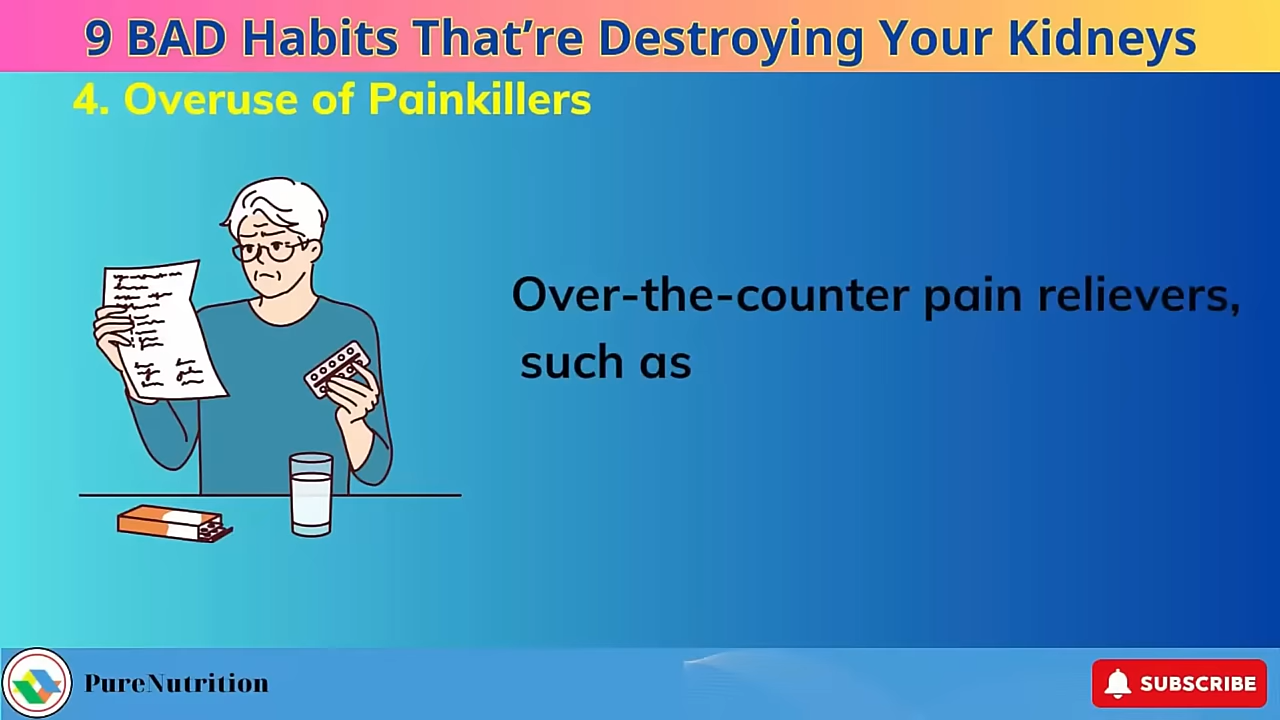 9 BAD Habits That’re Destroying Your Kidneys
4. Overuse of Painkillers
Over-the-counter pain relievers,
such as
PureNutrition
SUBSCRIBE